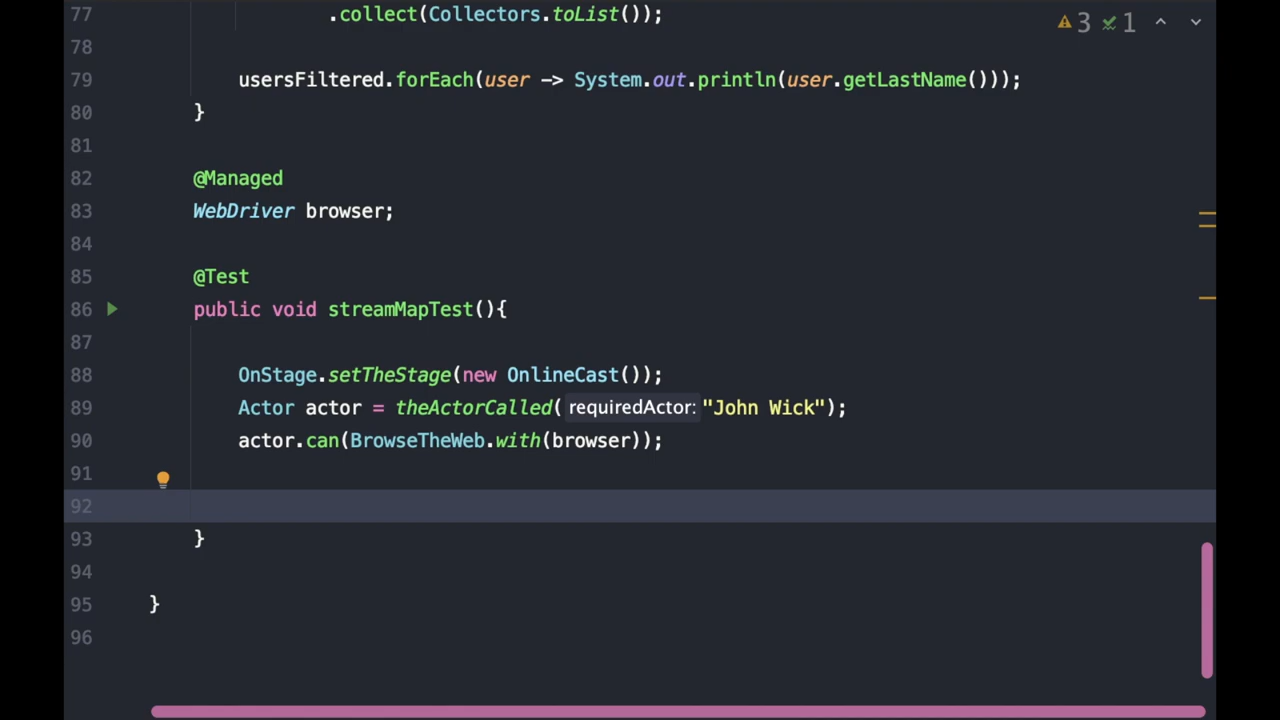 77 .collect(Collectors.toList());
3 1
78
79 usersFiltered.forEach(user -> System.out.println(user.getLastName()));
80 }
81
82 @Managed
83 WebDriver browser;
84
85 @Test
86 public void streamMapTest(){
87
88 OnStage.setTheStage(new OnlineCast());
89 Actor actor = theActorCalled( requiredActor: "John Wick");
90 actor.can(BrowseTheWeb.with(browser));
91
92
93 }
94
95 }
96